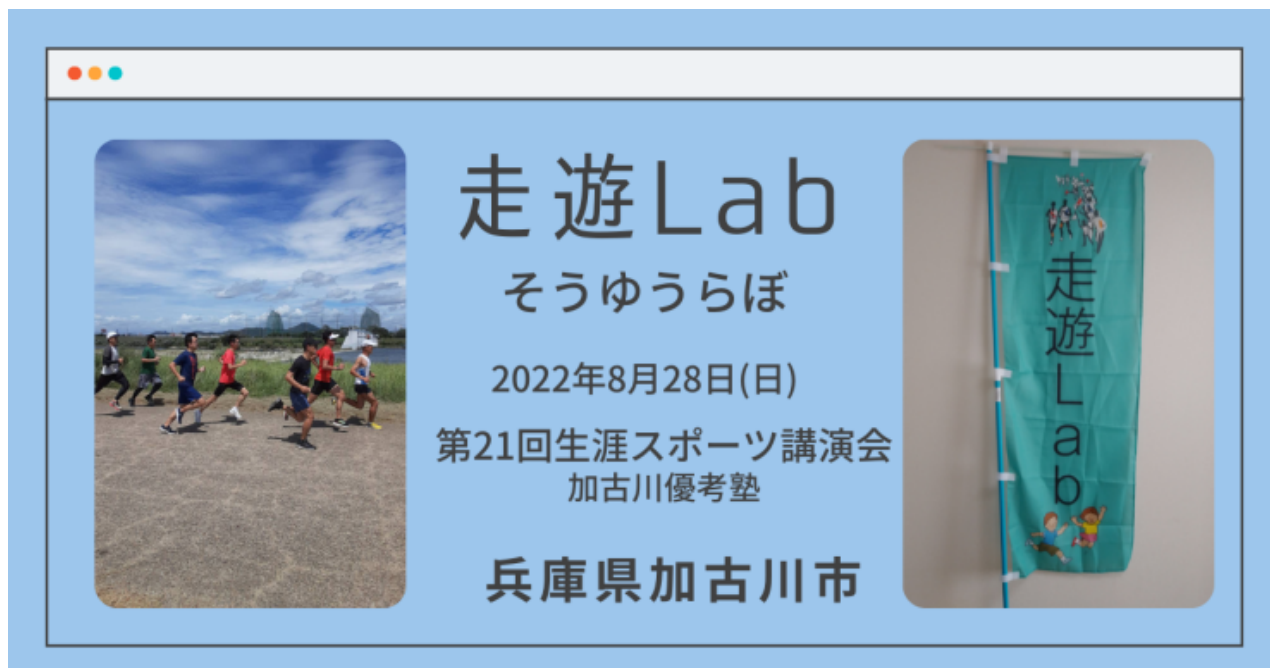 走遊Lab
そうゆうらぼ
2022年8月28日(日)
第21回生涯スポーツ講演会
加古川優考塾
兵庫県加古川市
走遊Lab